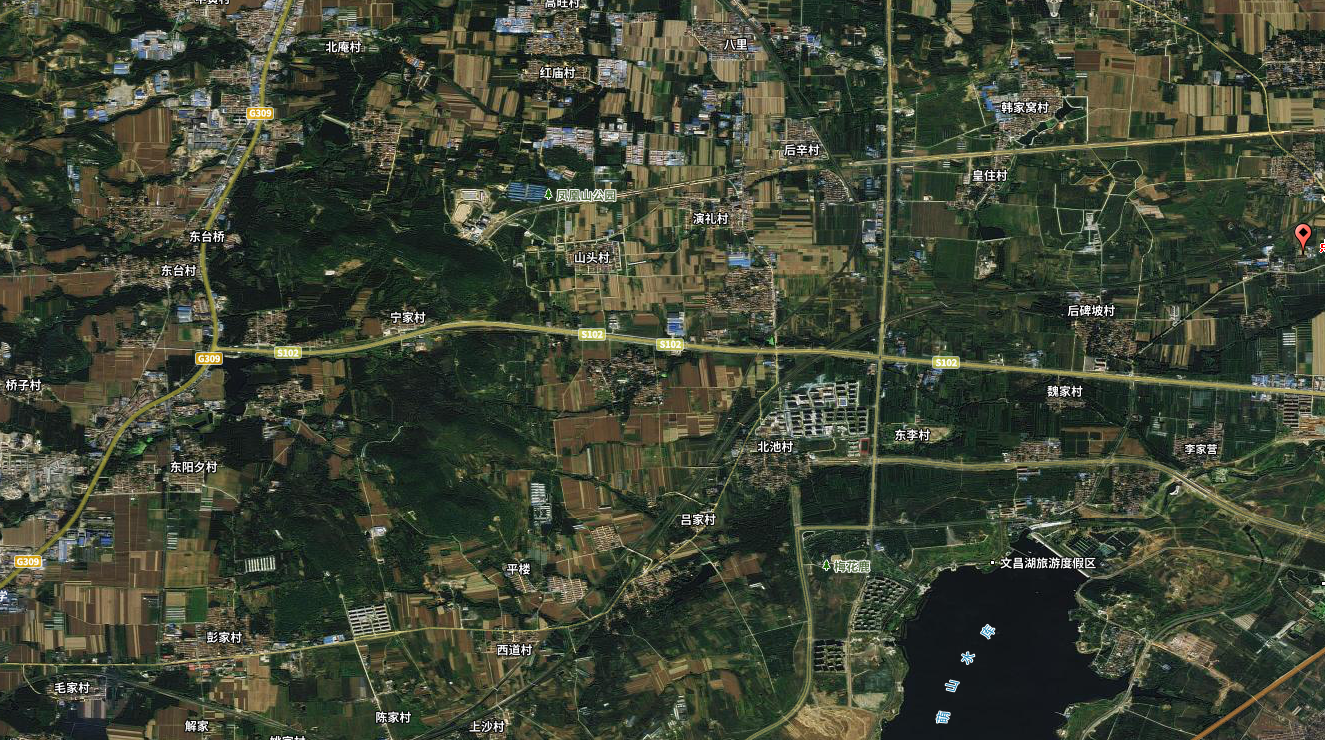 高旺村
北庵村
八里
红庙村
韩家窝村
G309
后辛村
皇住村
凤凰山公园
演礼村
东台桥
山头村
东台村
后碑坡村
宁家村
S102
S102
S102
G309
S102
桥子村
魏家村
东李村
北池村
李家营
东阳夕村
吕家村
G309
文昌湖旅游度假区
梅花鹿
平楼
学
彭家村
西道村
萌山水库
毛家村
陈家村
解家
上沙村